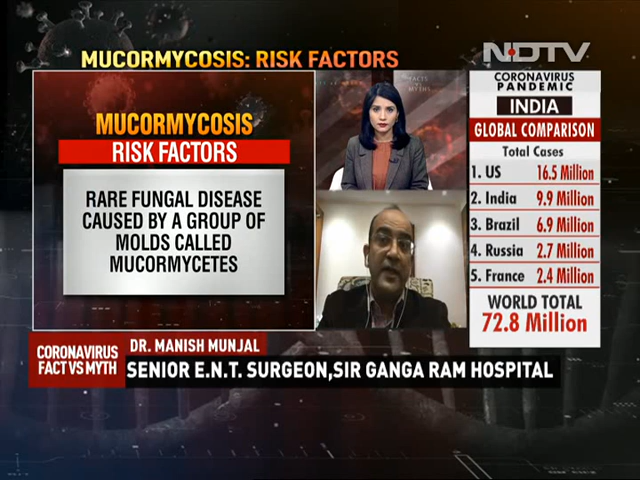 MUCORMYCOSIS: RISK FACTORS
NDTV
MUCORMYCOSIS
RISK FACTORS
RARE FUNGAL DISEASE
CAUSED BY A GROUP OF
MOLDS CALLED
MUCORMYCETES
FACTS
MYTHS
CORONAVIRUS
PANDEMIC
INDIA
GLOBAL COMPARISON
Total Cases
1. US 16.5 Million
2. India 9.9 Million
3. Brazil 6.9 Million
4. Russia 2.7 Million
5. France 2.4 Million
WORLD TOTAL
72.8 Million
CORONAVIRUS
FACT VS MYTH
DR. MANISH MUNJAL
SENIOR E.N.T. SURGEON,SIR GANGA RAM HOSPITAL